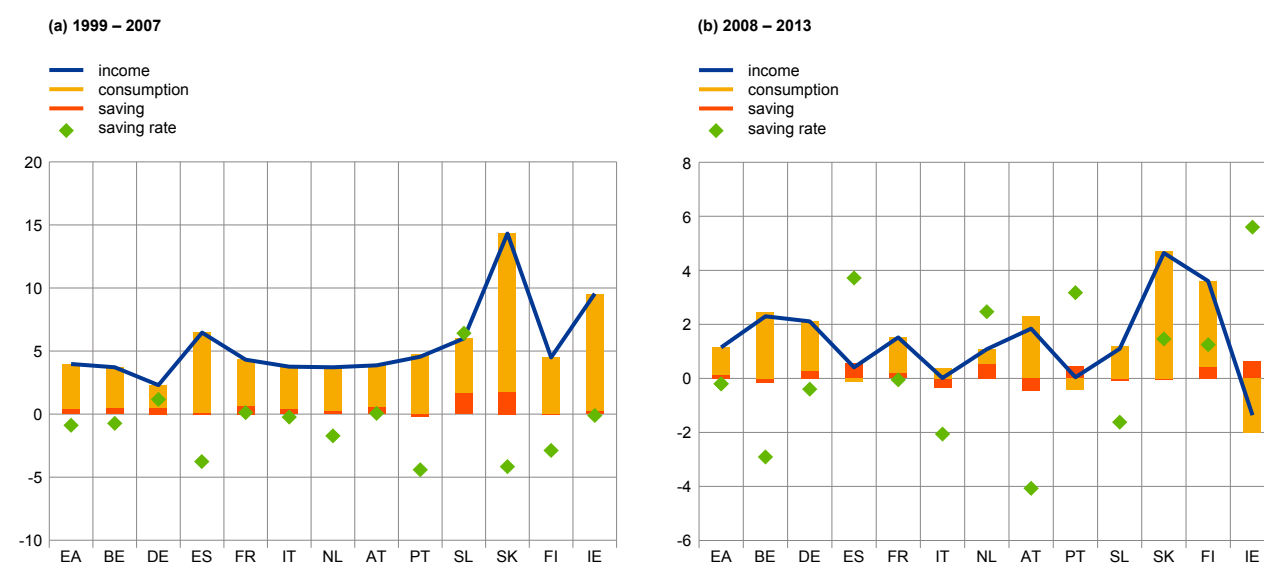 (a) 1999 – 2007
income
consumption
saving
saving rate
20
15
10
5
0
-5
-10
EA BE DE ES FR IT NL AT PT SL SK FI IE
(b) 2008 – 2013
income
consumption
saving
saving rate
8
6
4
2
0
-2
-4
-6
EA BE DE ES FR IT NL AT PT SL SK FI IE